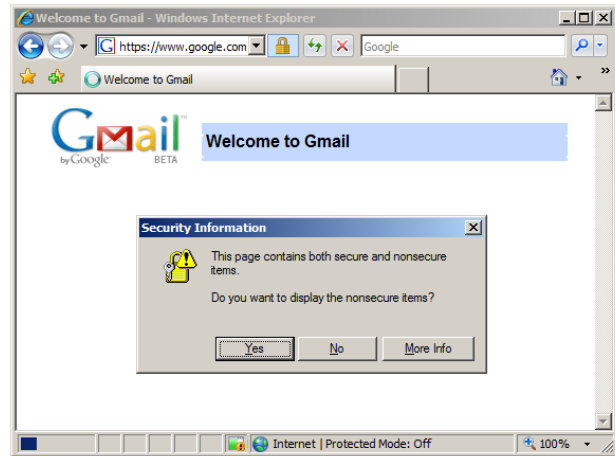 Welcome to Gmail - Windows Internet Explorer
https://www.google.com
Google
Welcome to Gmail
Gmail™
by Google
BETA
Welcome to Gmail
Security Information
This page contains both secure and nonsecure
items.
Do you want to display the nonsecure items?
Yes
No
More Info
Internet | Protected Mode: Off
100%